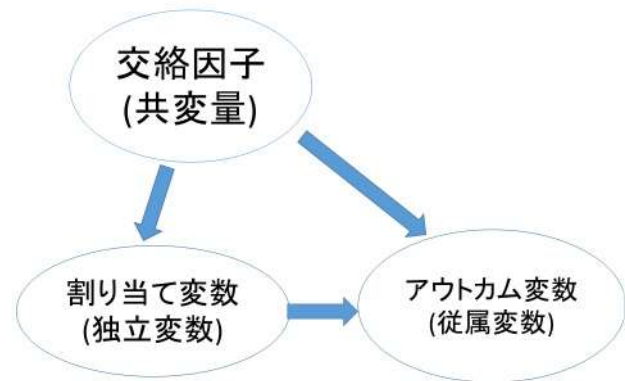 交絡因子
(共変量)
割り当て変数
(独立変数)
アウトカム変数
(従属変数)